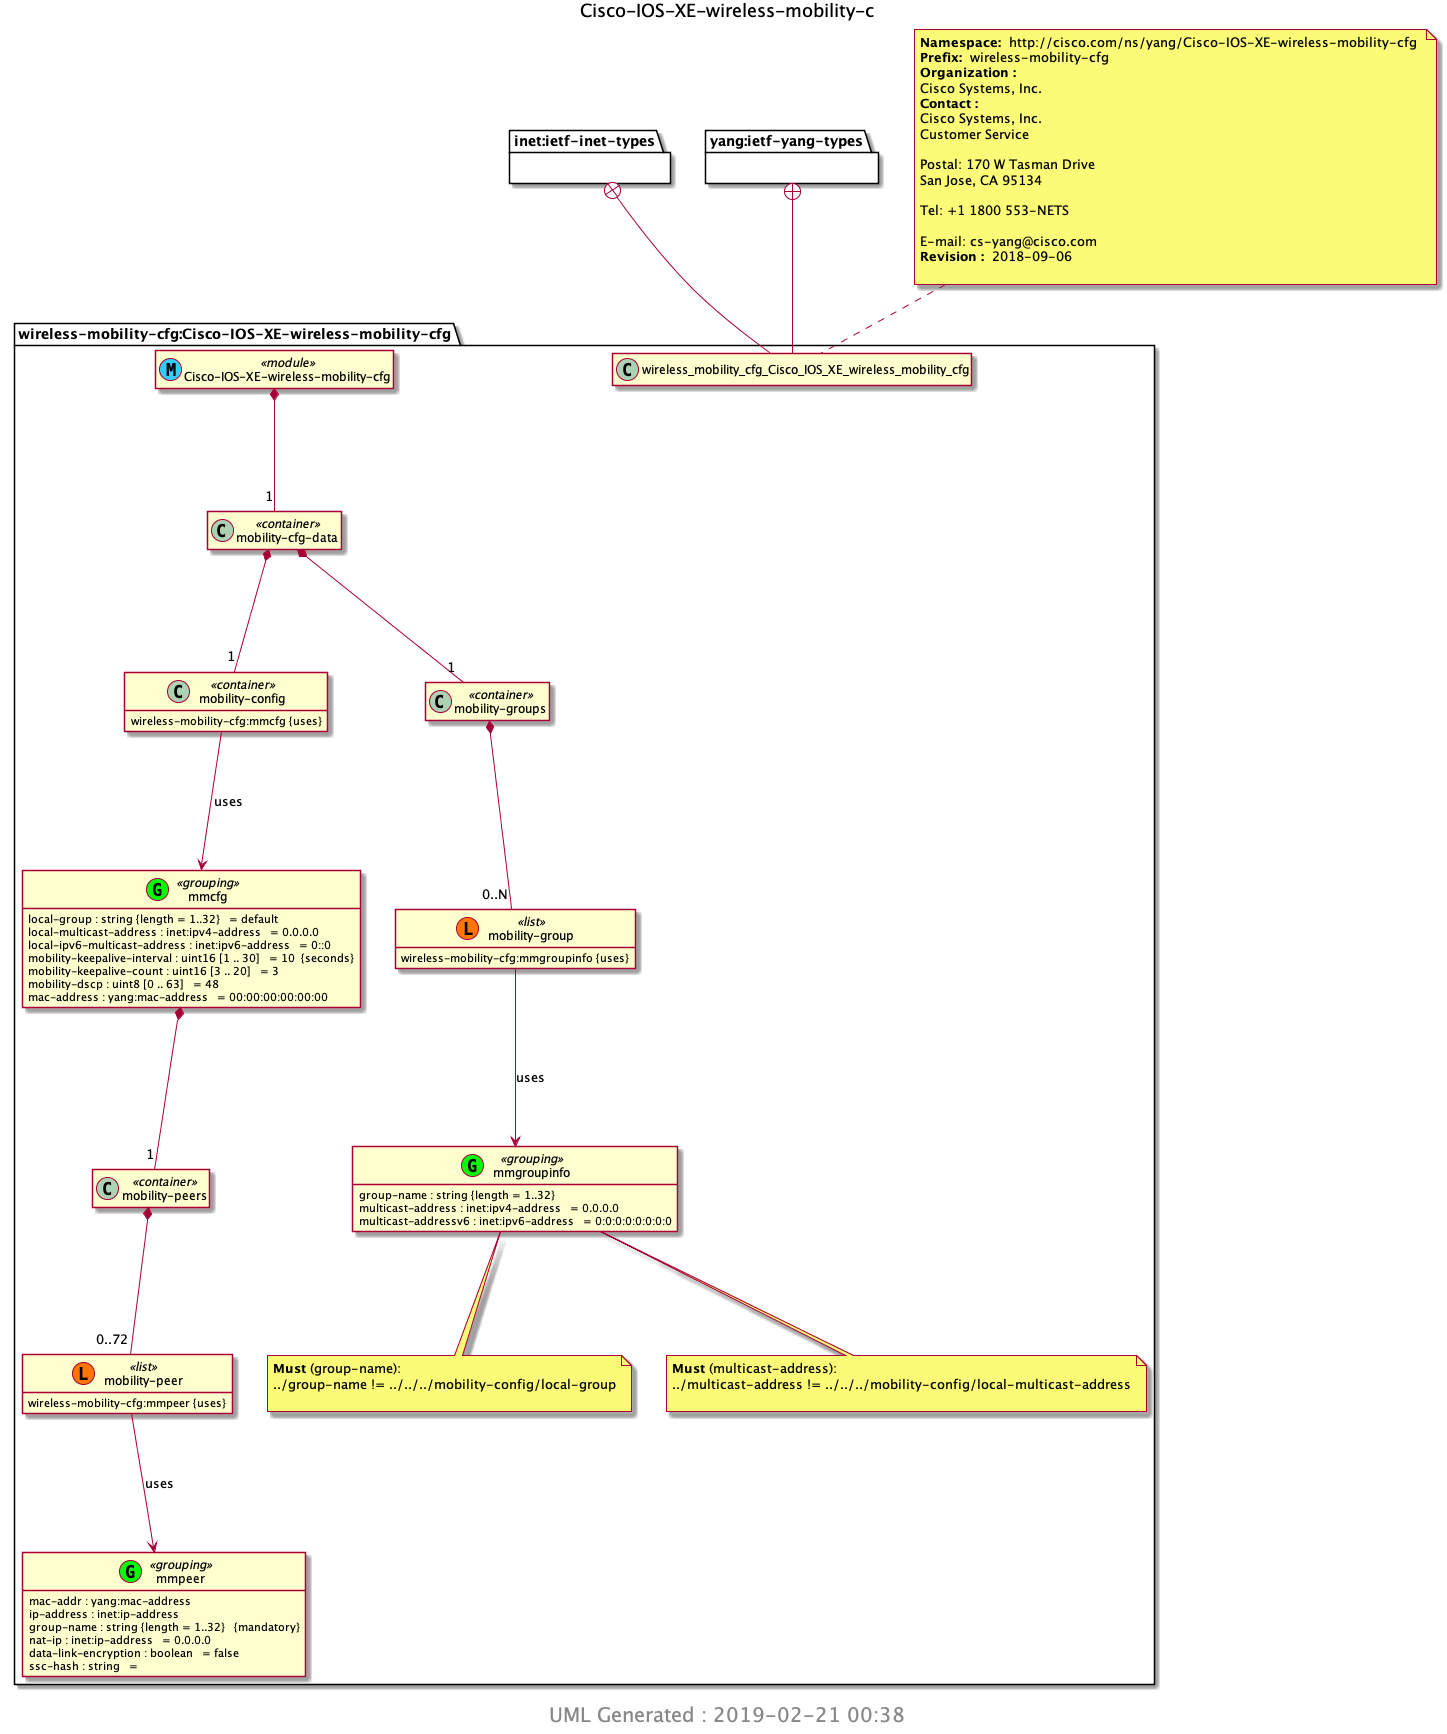 Cisco-IOS-XE-wireless-mobility-c
Namespace: http://cisco.com/ns/yang/Cisco-IOS-XE-wireless-mobility-cfg
Prefix: wireless-mobility-cfg
Organization :
Cisco Systems, Inc.
Contact :
Cisco Systems, Inc.
Customer Service
Postal: 170 W Tasman Drive
San Jose, CA 95134
Tel: +1 1800 553-NETS
E-mail: cs-yang@cisco.com
Revision : 2018-09-06
inet:ietf-inet-types
yang:ietf-yang-types
wireless-mobility-cfg:Cisco-IOS-XE-wireless-mobility-cfg
M «module»
Cisco-IOS-XE-wireless-mobility-cfg
C wireless_mobility_cfg_Cisco_IOS_XE_wireless_mobility_cfg
1
C «container»
mobility-cfg-data
1
1
C «container»
mobility-config
wireless-mobility-cfg:mmcfg {uses}
C «container»
mobility-groups
uses
G «grouping»
mmcfg
local-group : string {length = 1..32} = default
local-multicast-address : inet:ipv4-address = 0.0.0.0
local-ipv6-multicast-address : inet:ipv6-address = 0::0
mobility-keepalive-interval : uint16 [1 .. 30] = 10 {seconds}
mobility-keepalive-count : uint16 [3 .. 20] = 3
mobility-dscp : uint8 [0 .. 63] = 48
mac-address : yang:mac-address = 00:00:00:00:00:00
0..N
L «list»
mobility-group
wireless-mobility-cfg:mmgroupinfo {uses}
uses
1
C «container»
mobility-peers
G «grouping»
mmgroupinfo
group-name : string {length = 1..32}
multicast-address : inet:ipv4-address = 0.0.0.0
multicast-addressv6 : inet:ipv6-address = 0:0:0:0:0:0:0:0
0..72
L «list»
mobility-peer
wireless-mobility-cfg:mmpeer {uses}
Must (group-name):
../group-name != ../../../mobility-config/local-group
Must (multicast-address):
../multicast-address != ../../../mobility-config/local-multicast-address
uses
G «grouping»
mmpeer
mac-addr : yang:mac-address
ip-address : inet:ip-address
group-name : string {length = 1..32} {mandatory}
nat-ip : inet:ip-address = 0.0.0.0
data-link-encryption : boolean = false
ssc-hash : string =
UML Generated : 2019-02-21 00:38